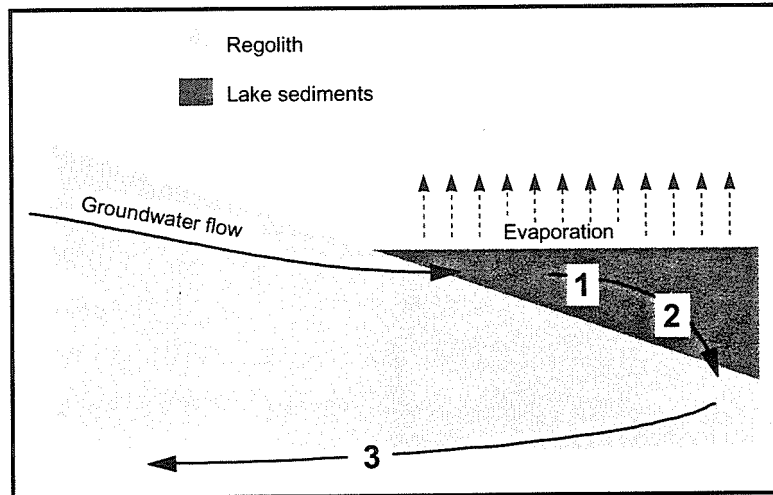 Regolith
Lake sediments
Groundwater flow
Evaporation
1
2
3